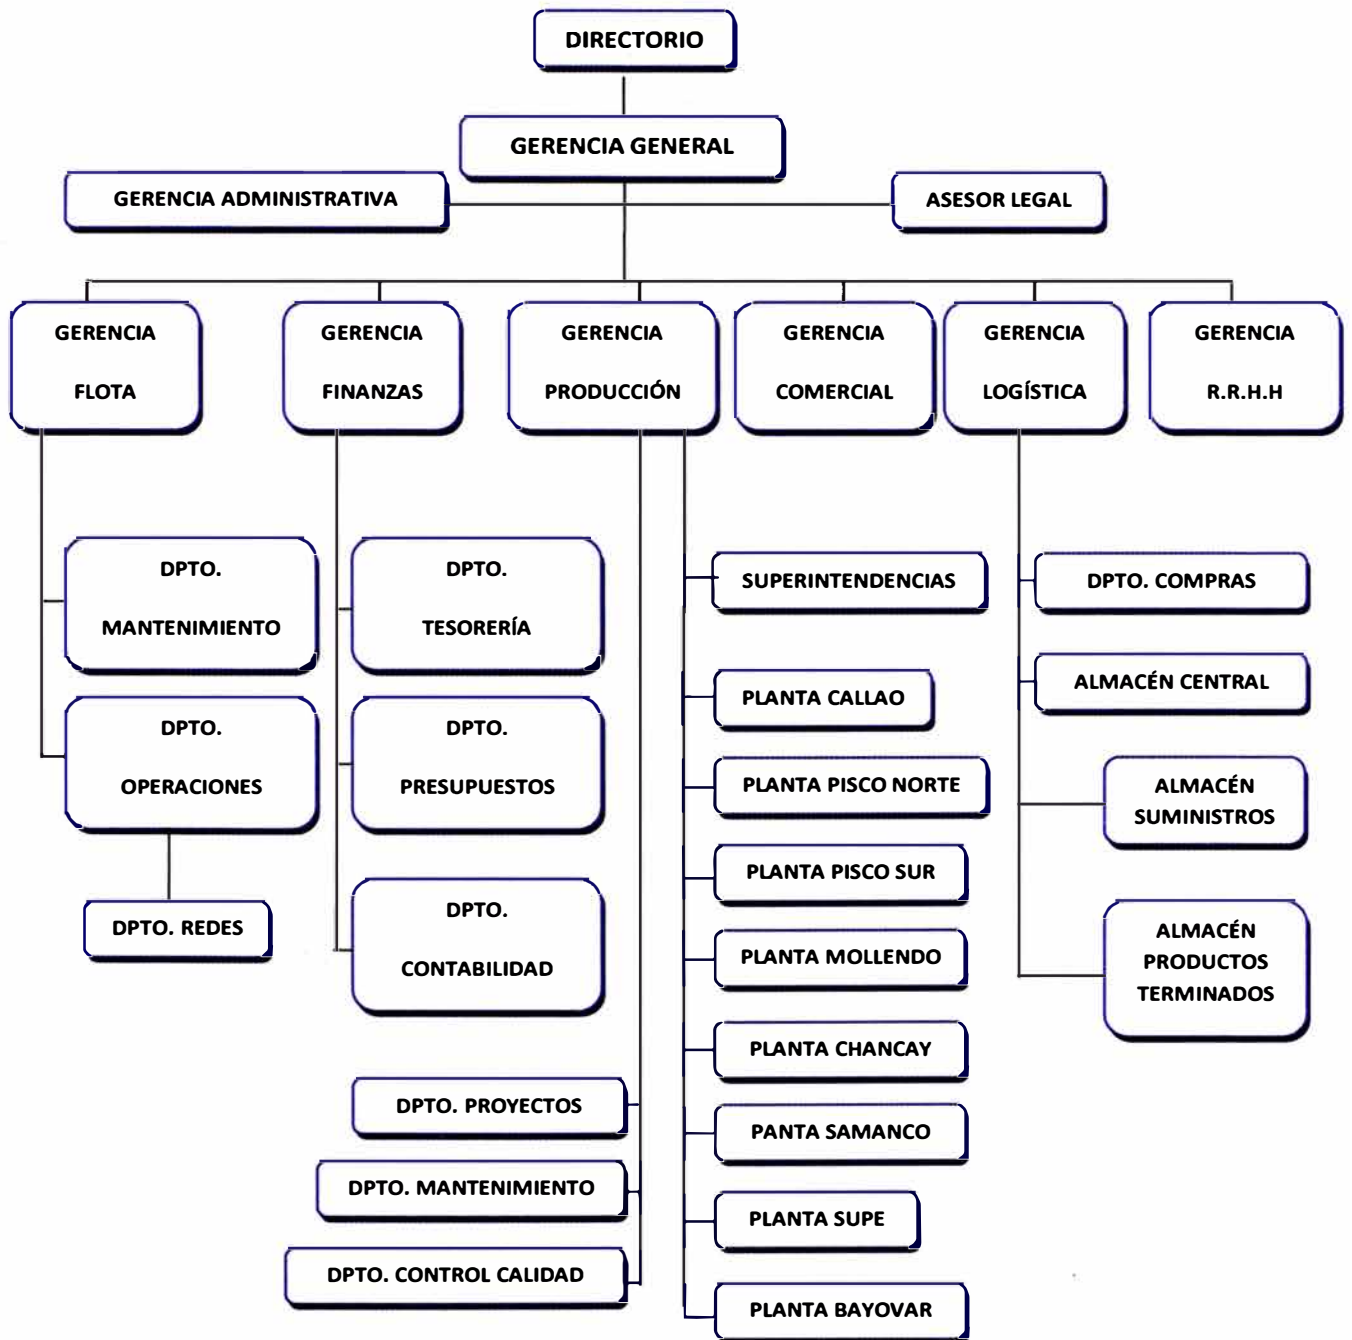 DIRECTORIO
GERENCIA GENERAL
GERENCIA ADMINISTRATIVA
ASESOR LEGAL
GERENCIA
FLOTA
GERENCIA
FINANZAS
GERENCIA
PRODUCCIÓN
GERENCIA
COMERCIAL
GERENCIA
LOGÍSTICA
GERENCIA
R.R.H.H
DPTO.
MANTENIMIENTO
DPTO.
OPERACIONES
DPTO. REDES
DPTO.
TESORERÍA
DPTO.
PRESUPUESTOS
DPTO.
CONTABILIDAD
DPTO. PROYECTOS
DPTO. MANTENIMIENTO
DPTO. CONTROL CALIDAD
SUPERINTENDENCIAS
PLANTA CALLAO
PLANTA PISCO NORTE
PLANTA PISCO SUR
PLANTA MOLLENDO
PLANTA CHANCAY
PANTA SAMANCO
PLANTA SUPE
PLANTA BAYOVAR
DPTO. COMPRAS
ALMACÉN CENTRAL
ALMACÉN
SUMINISTROS
ALMACÉN
PRODUCTOS
TERMINADOS